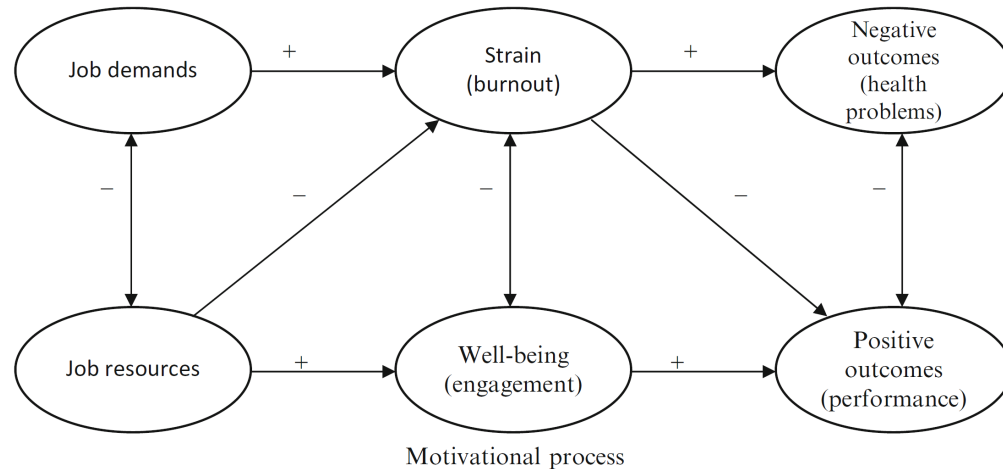 Job demands
+
Strain
(burnout)
+
Negative
outcomes
(health
problems)
–
–
–
–
–
Job resources
+
Well-being
(engagement)
+
Positive
outcomes
(performance)
Motivational process